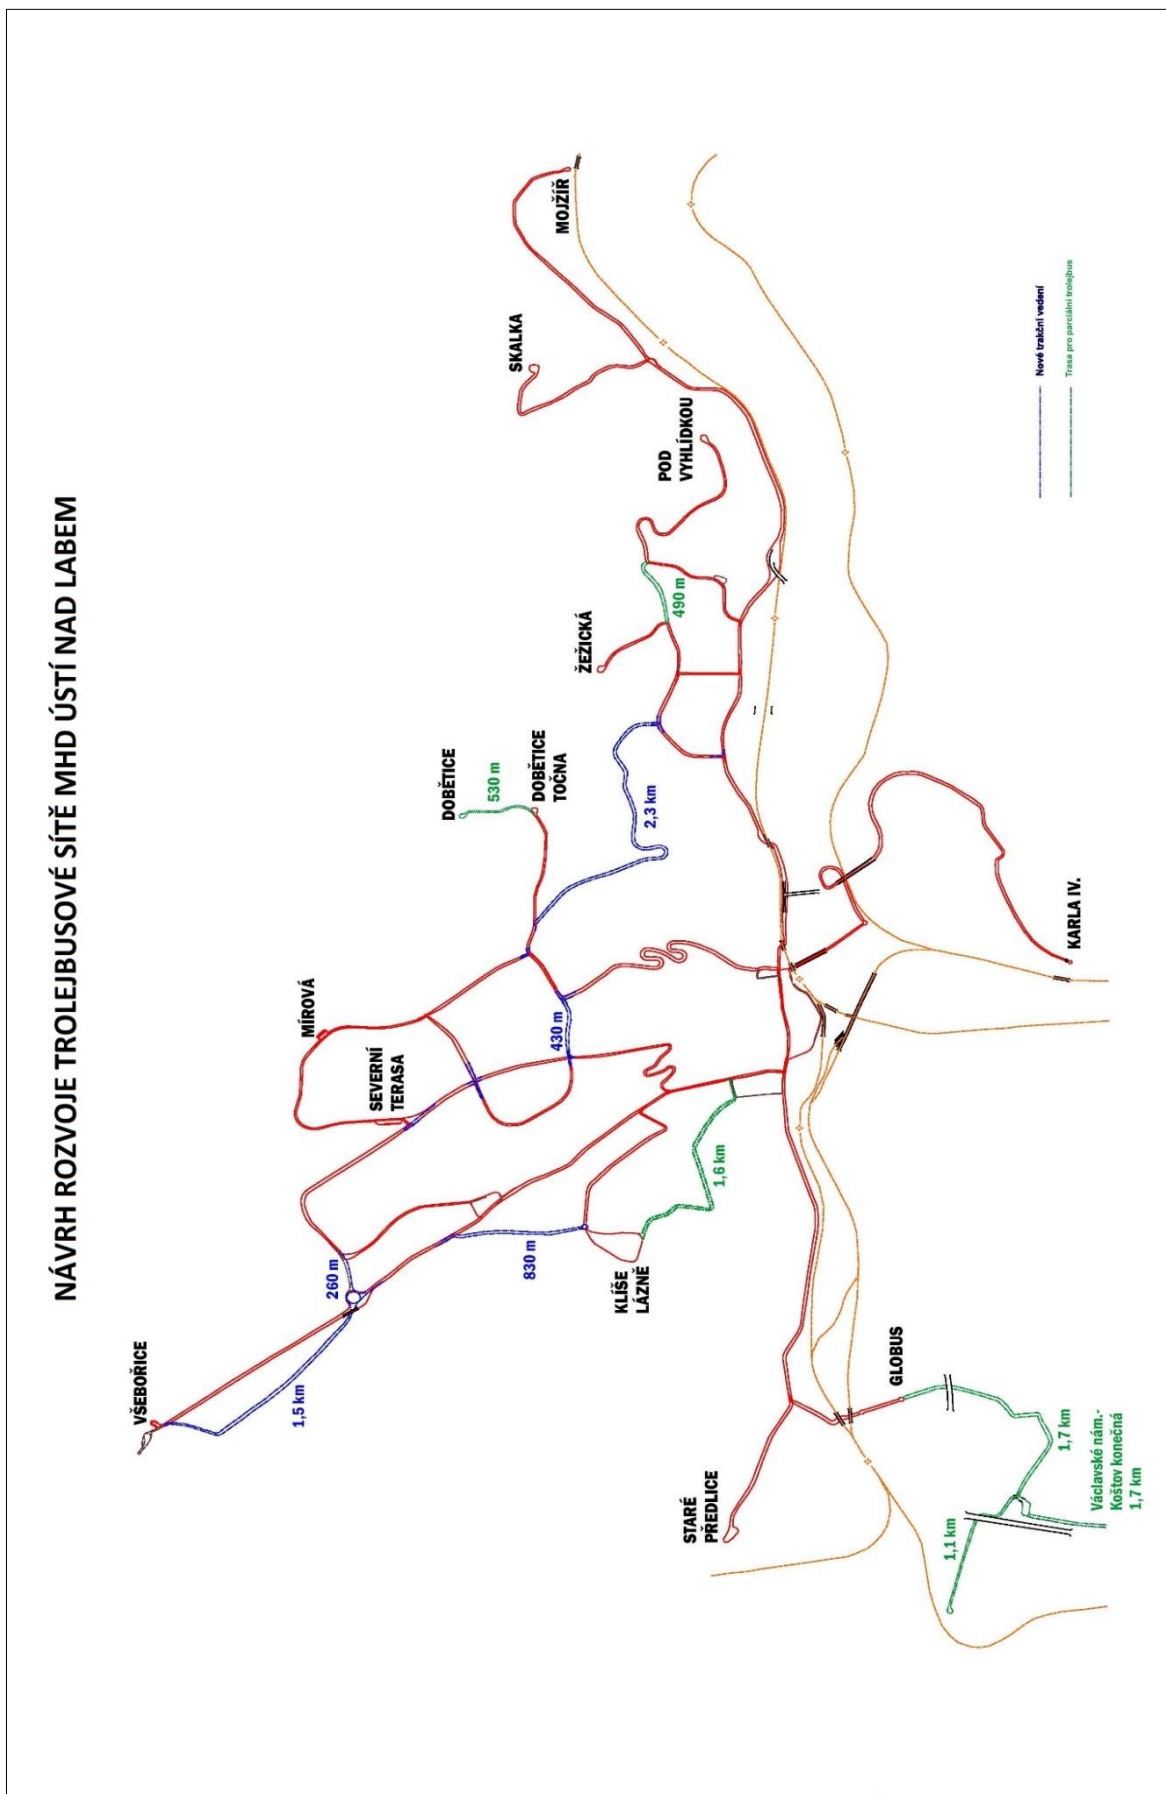 NÁVRH ROZVOJE TROLEJBUSOVÉ SÍTĚ MHD ÚSTÍ NAD LABEM
VŠEBOŘICE
1,5 km
260 m
MÍROVÁ
SEVERNÍ
TERASA
430 m
DOBĚTICE
530 m
DOBĚTICE
TOČNA
2,3 km
ŽEŽICKÁ
490 m
POD
VYHLÍDKOU
SKALKA
MOJŽÍŘ
830 m
KLÍŠE
LÁZNĚ
1,6 km
STARÉ
PŘEDLICE
GLOBUS
1,1 km
1,7 km
Václavské nám.-
Koštov konečná
1,7 km
KARLA IV.
Nové trakční vedení
Trasa pro parciální trolejbus